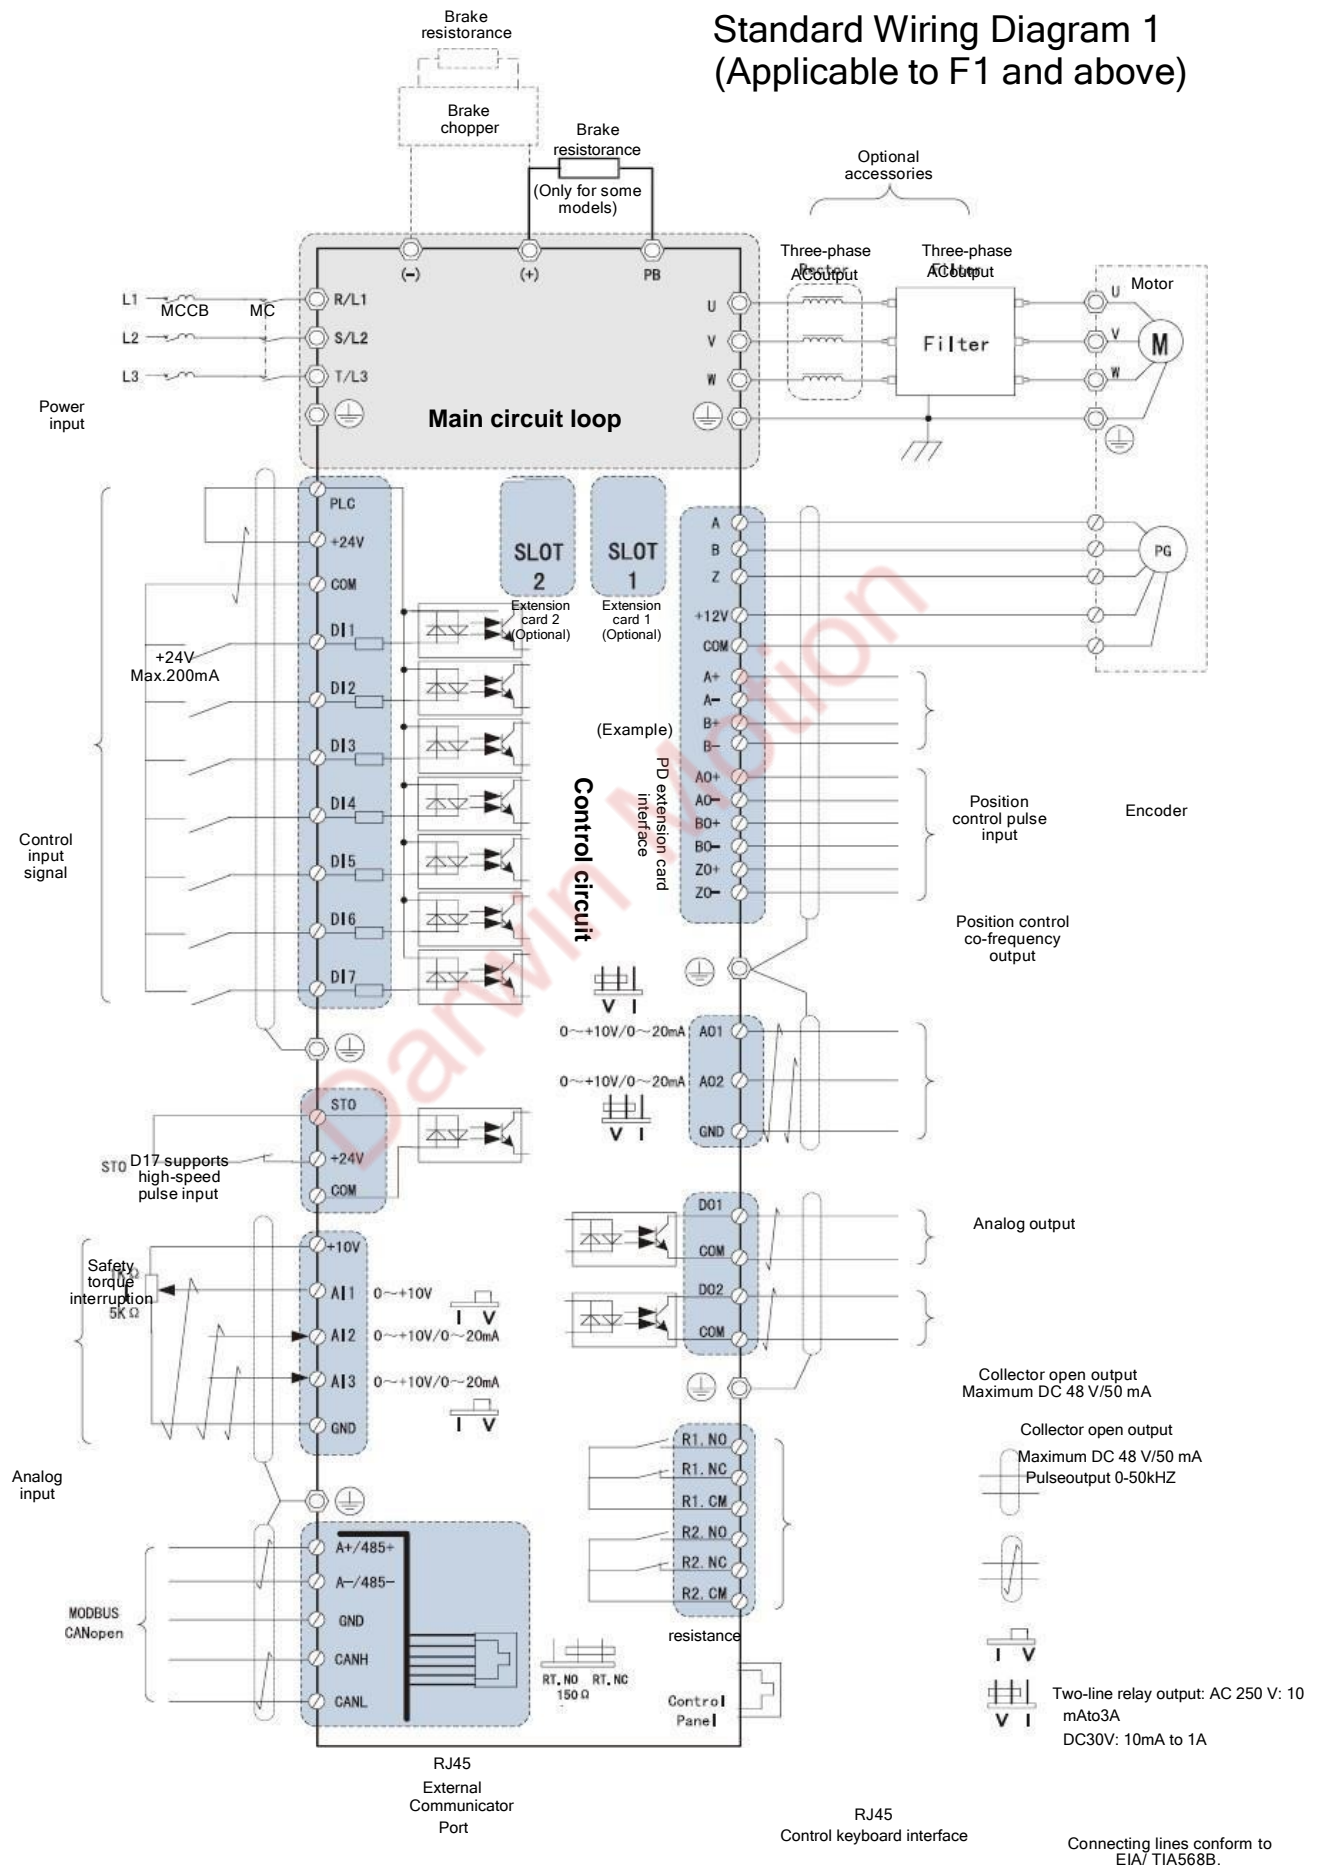 Standard Wiring Diagram 1
(Applicable to F1 and above)
Brake
resistorance
Brake
chopper
Brake
resistorance
(Only for some
models)
Optional
accessories
(-)
(+)
PB
Three-phase
ACoutput
Three-phase
ACoutput
Motor
L1
MCCB
MC
R/L1
L2
S/L2
L3
T/L3
U
V
W
Filter
U
V
W
M
Power
input
Main circuit loop
PLC
+24V
COM
DI1
DI2
DI3
DI4
DI5
DI6
DI7
+24V
Max.200mA
Control
input
signal
SLOT
2
SLOT
1
Extension
card 2
(Optional)
Extension
card 1
(Optional)
(Example)
PD extension card
interface
Control circuit
A
B
Z
+12V
COM
A+
A-
B+
B-
AO+
AO-
BO+
BO-
ZO+
ZO-
PG
Position
control pulse
input
Encoder
Position control
co-frequency
output
V I
0~+10V/0~20mA
AO1
0~+10V/0~20mA
AO2
V I
GND
STO
+24V
COM
STO
D17 supports
high-speed
pulse input
DO1
COM
DO2
COM
Analog output
+10V
AI1
0~+10V
I V
AI2
0~+10V/0~20mA
AI3
0~+10V/0~20mA
I V
GND
Safety
torque
interruption
5KΩ
Analog
input
Collector open output
Maximum DC 48 V/50 mA
Collector open output
Maximum DC 48 V/50 mA
Pulseoutput 0-50kHZ
R1. NO
R1. NC
R1. CM
R2. NO
R2. NC
R2. CM
resistance
A+/485+
A-/485-
GND
CANH
CANL
MODBUS
CANopen
RT. NO RT. NC
150Ω
Control
Panel
I V
V I
Two-line relay output: AC 250 V: 10
mAto3A
DC30V: 10mA to 1A
RJ45
External
Communicator
Port
RJ45
Control keyboard interface
Connecting lines conform to
EIA/ TIA568B.
Darwin Motion